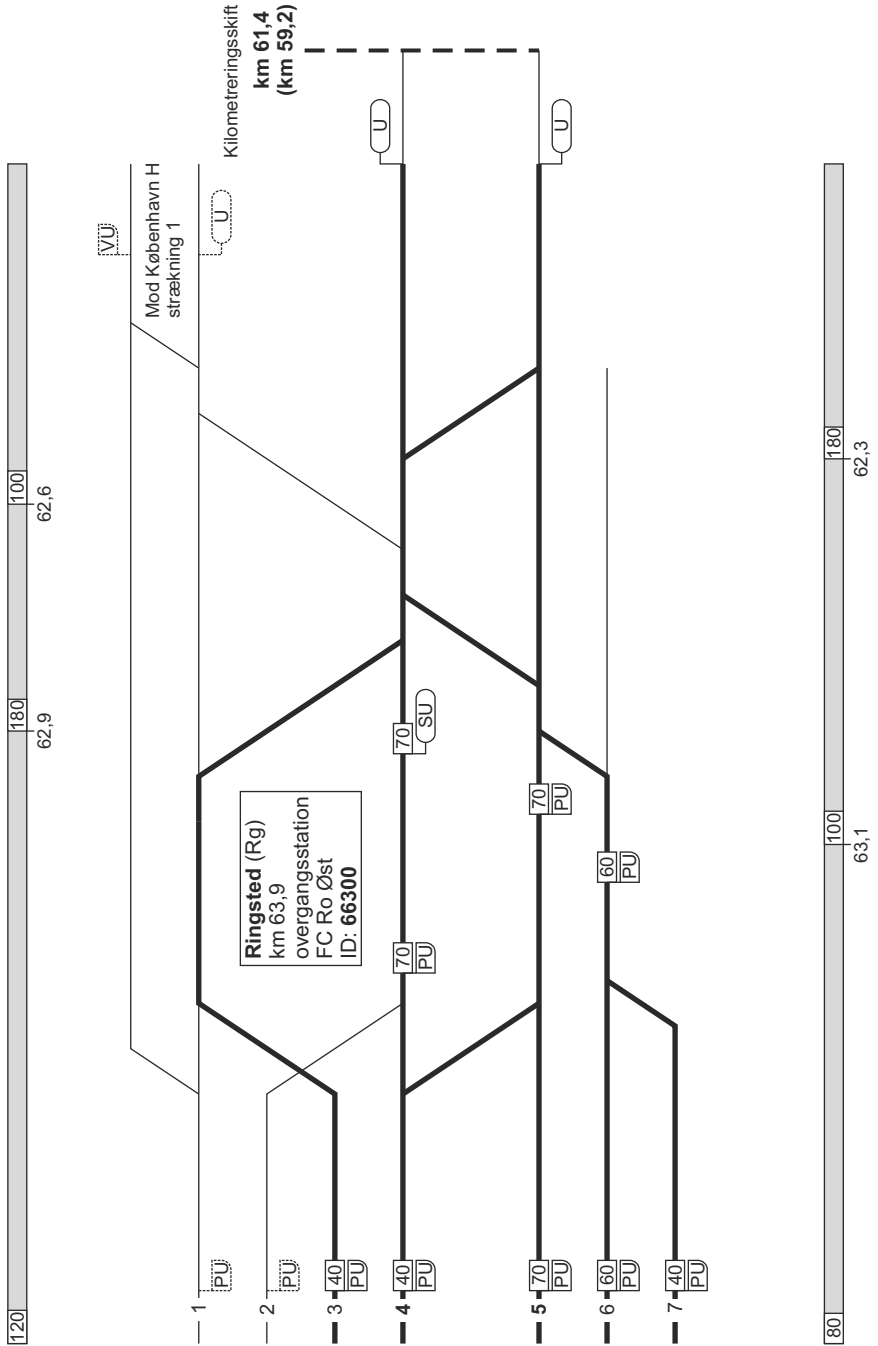 120
180
62,9
100
62,6
VU
Mod København H
strækning 1
U
Kilometreringsskift
km 61,4
(km 59,2)
U
U
Ringsted (Rg)
km 63,9
overgangsstation
FC Ro Øst
ID: 66300
70
SU
70
PU
70
PU
60
PU
1
PU
2
PU
3
40
PU
4
40
PU
5
70
PU
6
60
PU
7
40
PU
80
100
63,1
180
62,3